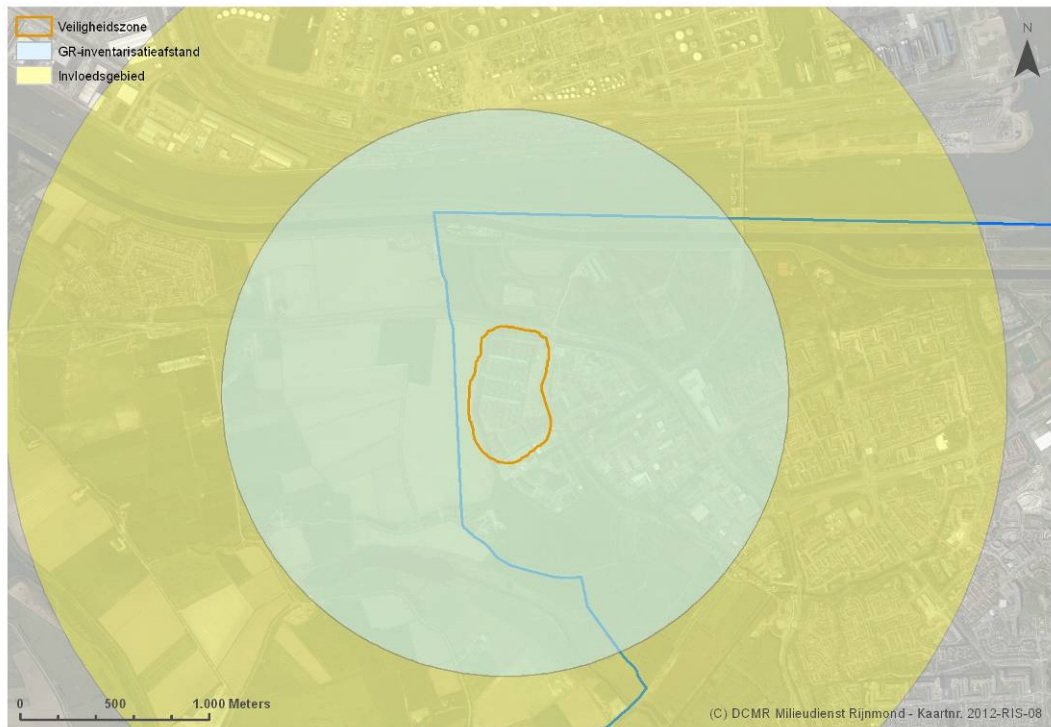 Veiligheidszone
GR-inventarisatieafstand
Invloedsgebied
N
0 500 1.000 Meters
(C) DCMR Milieudienst Rijnmond - Kaartnr. 2012-RIS-08